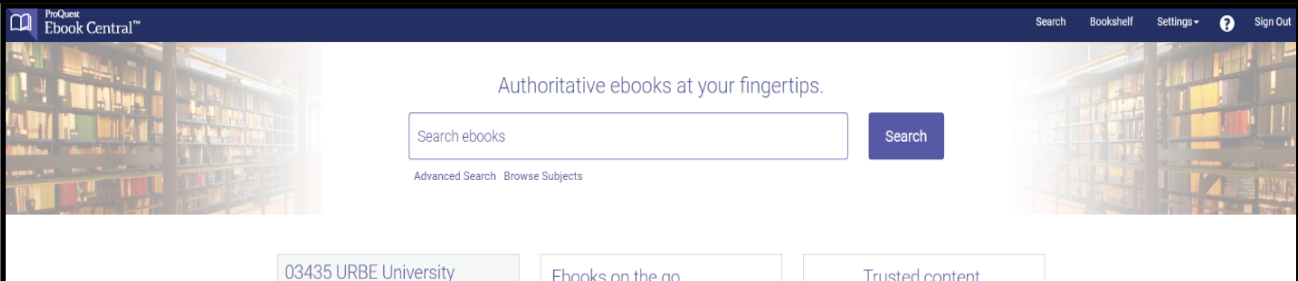 ProQuest
Ebook Central™
Search Bookshelf Settings ? Sign Out
Authoritative ebooks at your fingertips.
Search ebooks
Search
Advanced Search Browse Subjects
03435 URBE University
Ebooks on the go
Trusted content